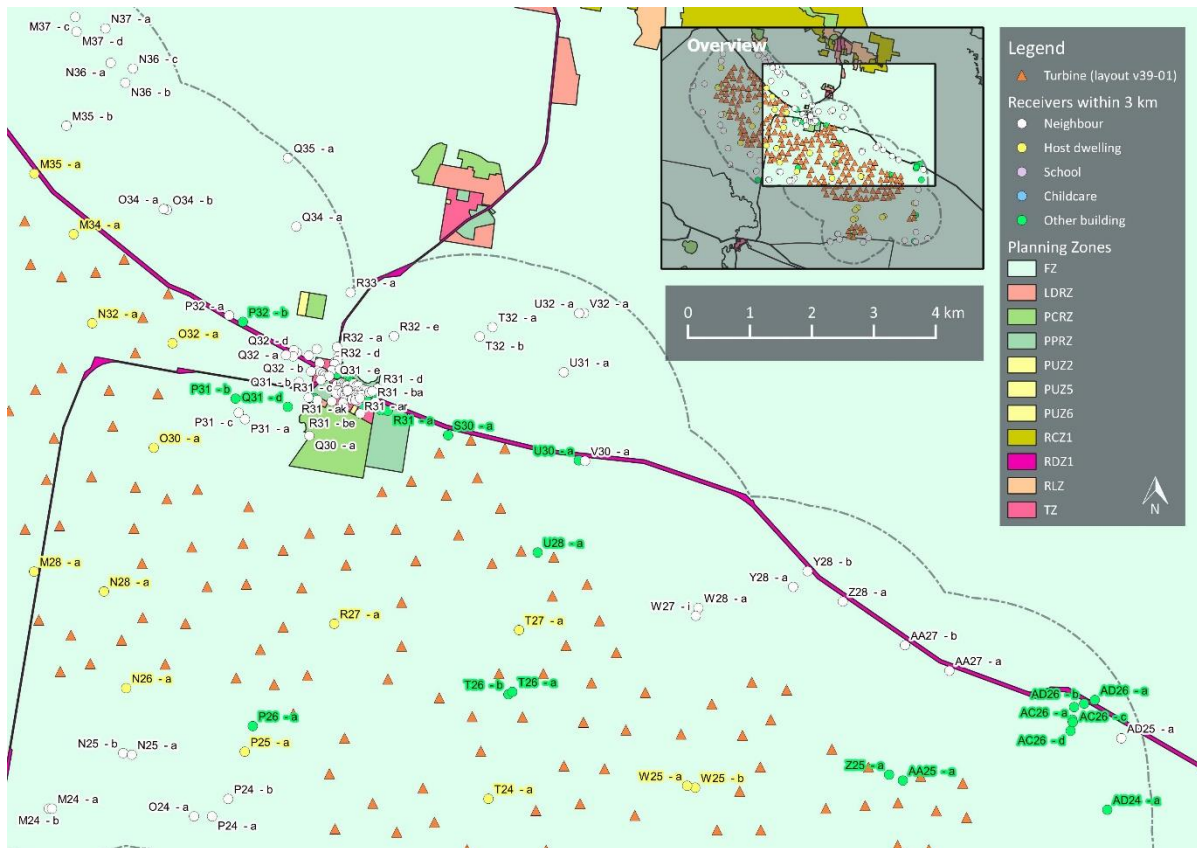 M37 - c
N37 - a
M37 - d
N36 - c
N36 - a
N36 - b
M35 - b
Q35 - a
M35 - a
O34 - a
O34 - b
Q34 - a
M34 - a
R33 - a
P32 - a
P32 - b
N32 - a
O32 - a
Q32 - d
Q32 - a
R32 - a
R32 - e
R32 - d
T32 - a
T32 - b
U32 - a
V32 - a
U31 - a
Q32 - b
Q31 - e
Q31 - b
R31 - c
R31 - d
R31 - ba
P31 - b
Q31 - d
R31 - ak
R31 - ar
R31 - a
P31 - c
P31 - a
R31 - be
S30 - a
O30 - a
Q30 - a
U30 - a
V30 - a
M28 - a
N28 - a
U28 - a
Y28 - b
Y28 - a
Z28 - a
W28 - a
W27 - i
R27 - a
T27 - a
AA27 - b
AA27 - a
N26 - a
T26 - b
T26 - a
P26 - a
AD26 - b
AD26 - a
AC26 - a
AC26 - c
AC26 - d
AD25 - a
N25 - b
N25 - a
P25 - a
W25 - a
W25 - b
Z25 - a
AA25 - a
M24 - a
M24 - b
O24 - a
P24 - b
P24 - a
T24 - a
AD24 - a
Overview
0 1 2 3 4 km
Legend
Turbine (layout v39-01)
Receivers within 3 km
Neighbour
Host dwelling
School
Childcare
Other building
Planning Zones
FZ
LDRZ
PCRZ
PPRZ
PUZ2
PUZ5
PUZ6
RCZ1
RDZ1
RLZ
TZ
N